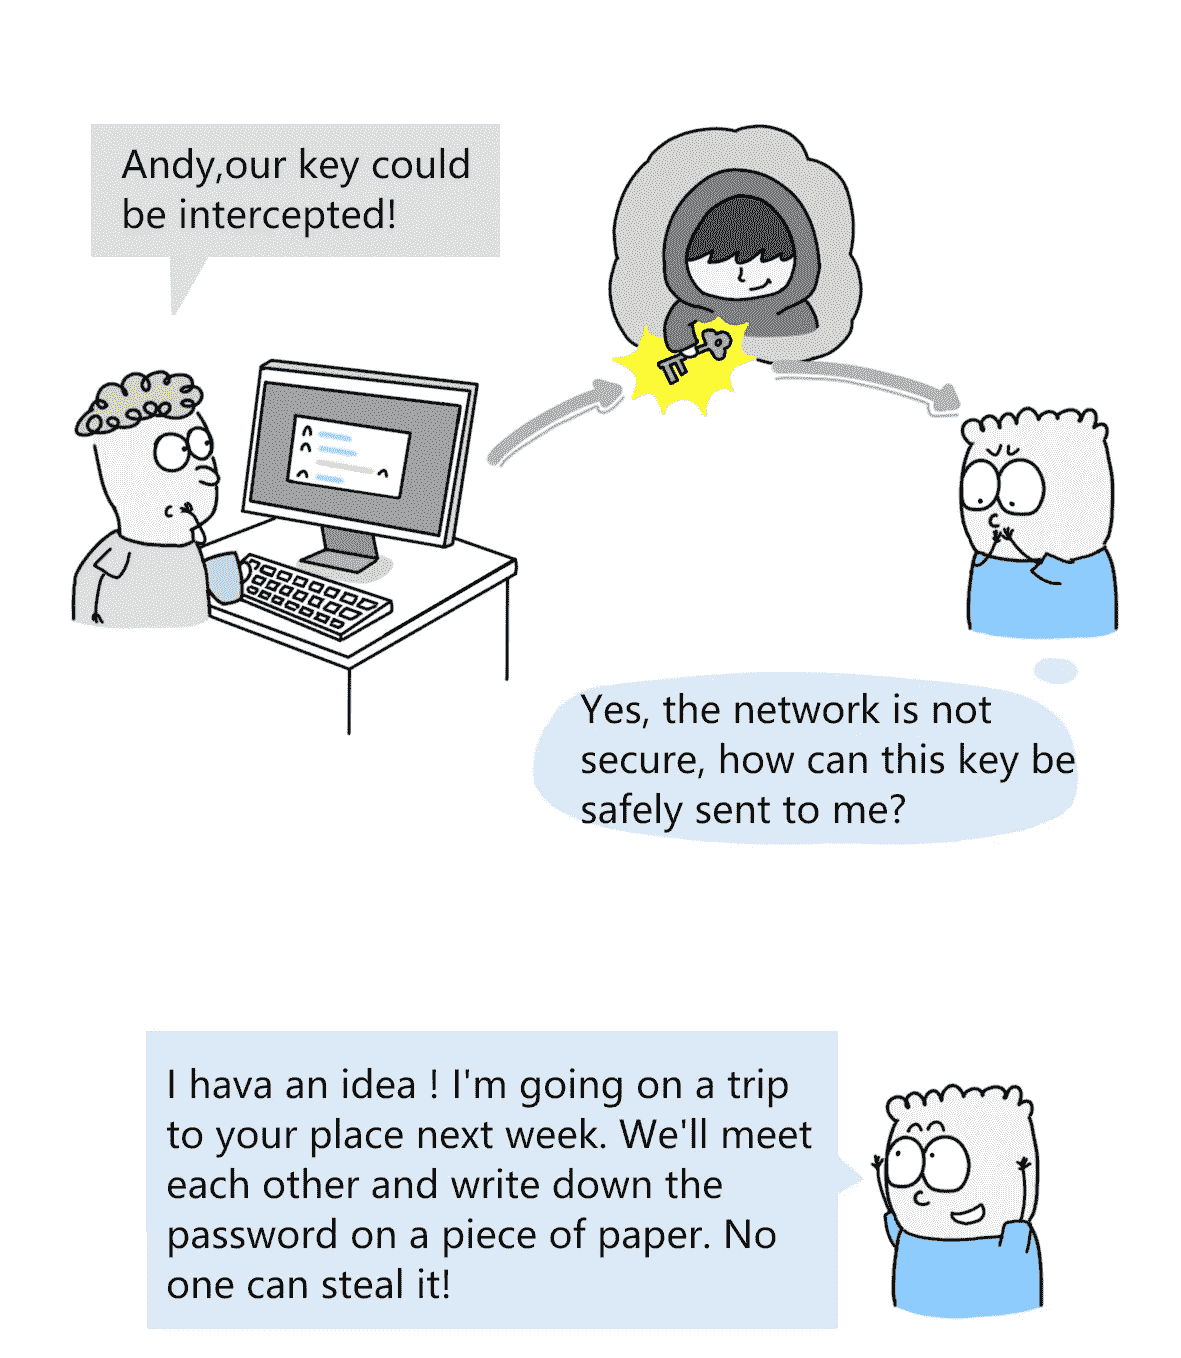 Andy,our key could
be intercepted!
Yes, the network is not
secure, how can this key be
safely sent to me?
I hava an idea ! I'm going on a trip
to your place next week. We'll meet
each other and write down the
password on a piece of paper. No
one can steal it!